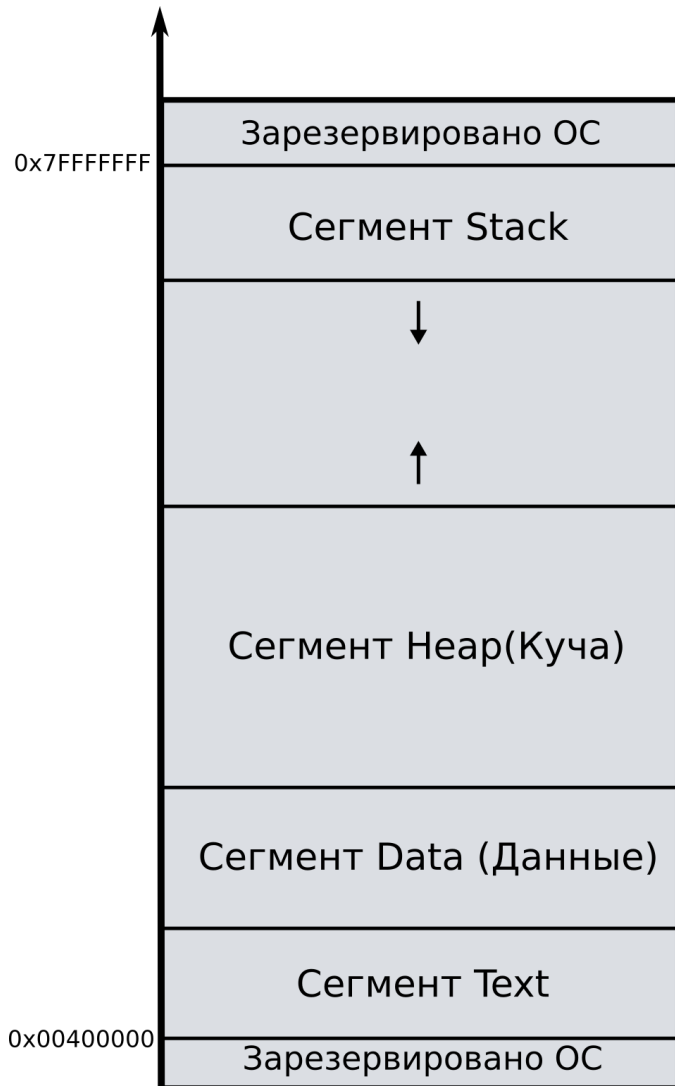 Зарезервировано ОС
0x7FFFFFFF
Сегмент Stack
Сегмент Heap(Куча)
Сегмент Data (Данные)
Сегмент Text
0x00400000
Зарезервировано ОС